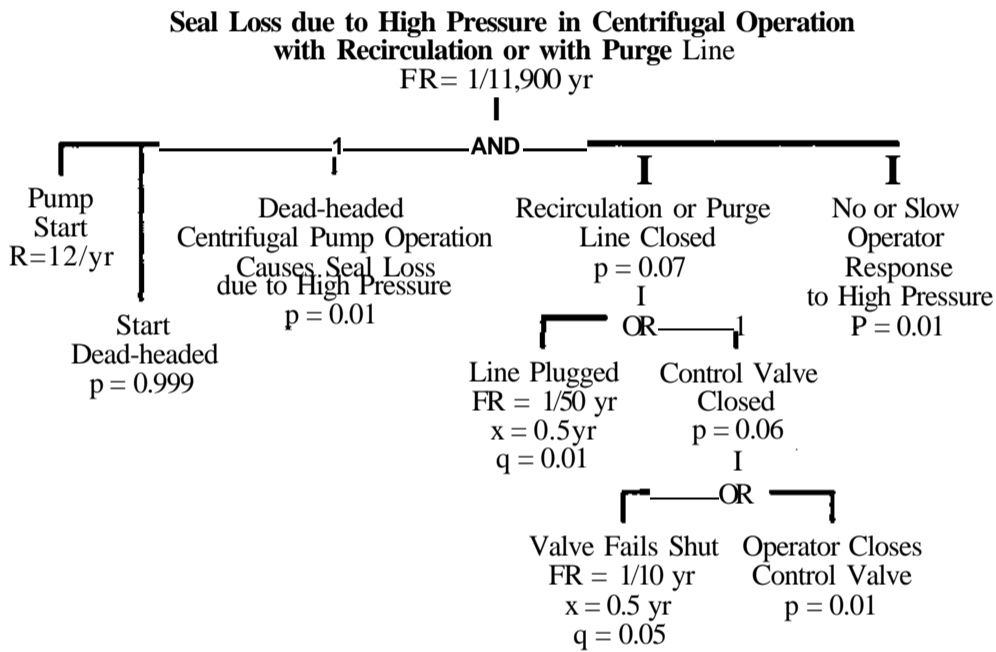 Seal Loss due to High Pressure in Centrifugal Operation
with Recirculation or with Purge Line
FR= 1/11,900 yr
AND
Pump
Start
R=12/yr
Start
Dead-headed
p = 0.999
Dead-headed
Centrifugal Pump Operation
Causes Seal Loss
due to High Pressure
p = 0.01
Recirculation or Purge
Line Closed
p = 0.07
OR
Line Plugged
FR = 1/50 yr
x = 0.5yr
q = 0.01
Control Valve
Closed
p = 0.06
OR
Valve Fails Shut
FR = 1/10 yr
x = 0.5 yr
q = 0.05
Operator Closes
Control Valve
p = 0.01
No or Slow
Operator
Response
to High Pressure
P = 0.01